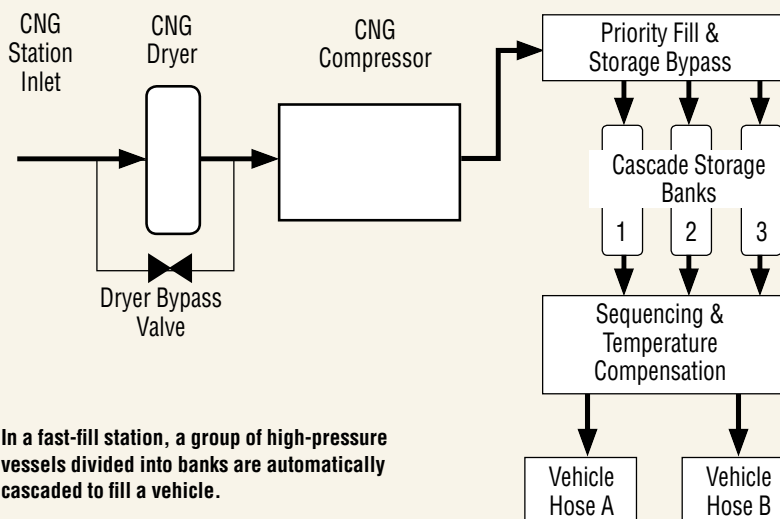 CNG
Station
Inlet
CNG
Dryer
CNG
Compressor
Priority Fill &
Storage Bypass
Cascade Storage
Banks
1 2 3
Dryer Bypass
Valve
Sequencing &
Temperature
Compensation
In a fast-fill station, a group of high-pressure
vessels divided into banks are automatically
cascaded to fill a vehicle.
Vehicle
Hose A
Vehicle
Hose B